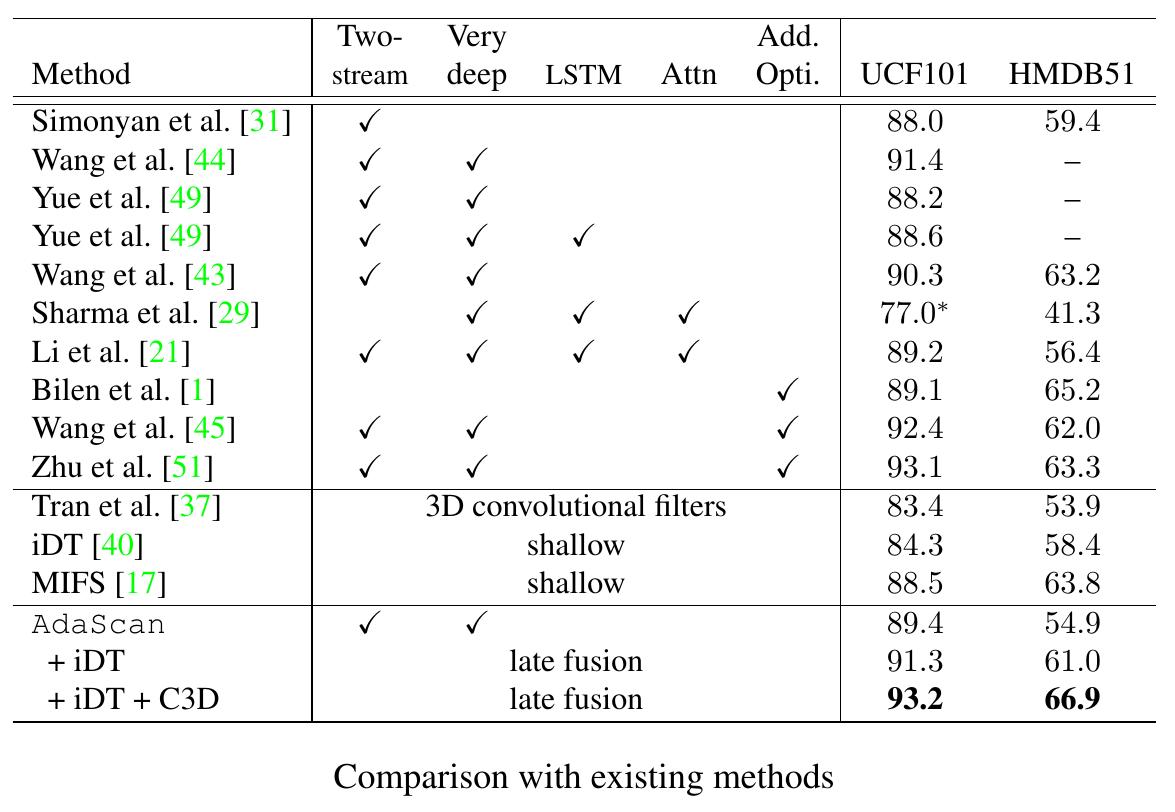 Two- Very Add.
Method stream deep LSTM Attn Opti. UCF101 HMDB51
Simonyan et al. [31] ✓ 88.0 59.4
Wang et al. [44] ✓ ✓ 91.4 –
Yue et al. [49] ✓ ✓ 88.2 –
Yue et al. [49] ✓ ✓ ✓ 88.6 –
Wang et al. [43] ✓ ✓ 90.3 63.2
Sharma et al. [29] ✓ ✓ ✓ 77.0* 41.3
Li et al. [21] ✓ ✓ ✓ ✓ 89.2 56.4
Bilen et al. [1] ✓ 89.1 65.2
Wang et al. [45] ✓ ✓ ✓ 92.4 62.0
Zhu et al. [51] ✓ ✓ ✓ 93.1 63.3
Tran et al. [37] 3D convolutional filters 83.4 53.9
iDT [40] shallow 84.3 58.4
MIFS [17] shallow 88.5 63.8
AdaScan ✓ ✓ 89.4 54.9
+ iDT late fusion 91.3 61.0
+ iDT + C3D late fusion 93.2 66.9
Comparison with existing methods